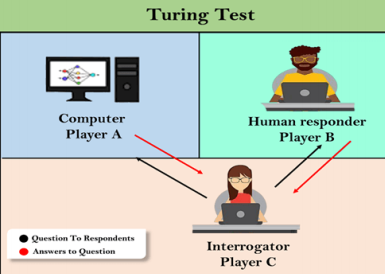 Turing Test
Computer
Player A
Human responder
Player B
Question To Respondents
Answers to Question
Interrogator
Player C